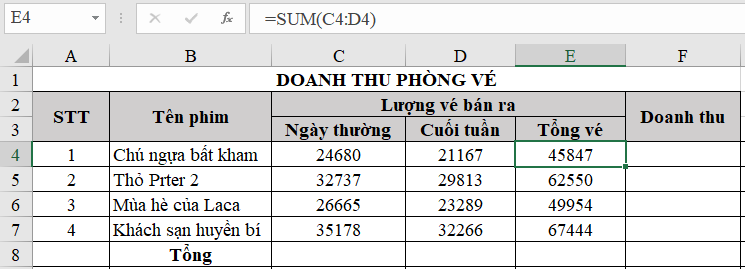 E4 =SUM(C4:D4)
A B C D E F
1 DOANH THU PHÒNG VÉ
2 STT Tên phim Lượng vé bán ra Doanh thu
3 Ngày thường Cuối tuần Tổng vé
4 1 Chú ngựa bất kham 24680 21167 45847
5 2 Thỏ Prter 2 32737 29813 62550
6 3 Mùa hè của Laca 26665 23289 49954
7 4 Khách sạn huyền bí 35178 32266 67444
8 Tổng